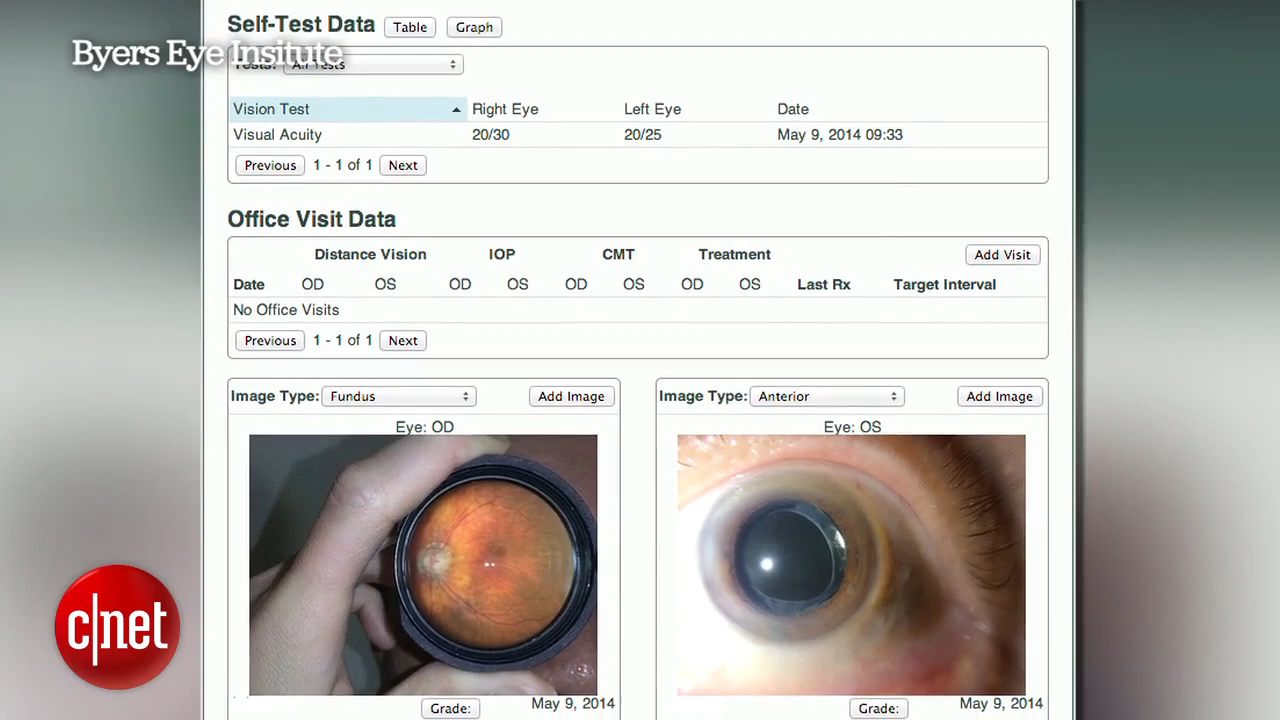 Self-Test Data Table Graph
Byers Eye Insitute
Tests: All Tests
Vision Test Right Eye Left Eye Date
Visual Acuity 20/30 20/25 May 9, 2014 09:33
Previous 1 - 1 of 1 Next
Office Visit Data
Distance Vision IOP CMT Treatment Add Visit
Date OD OS OD OS OD OS OD OS Last Rx Target Interval
No Office Visits
Previous 1 - 1 of 1 Next
Image Type: Fundus Add Image Image Type: Anterior Add Image
Eye: OD Eye: OS
c|net
Grade: May 9, 2014 Grade: May 9, 2014